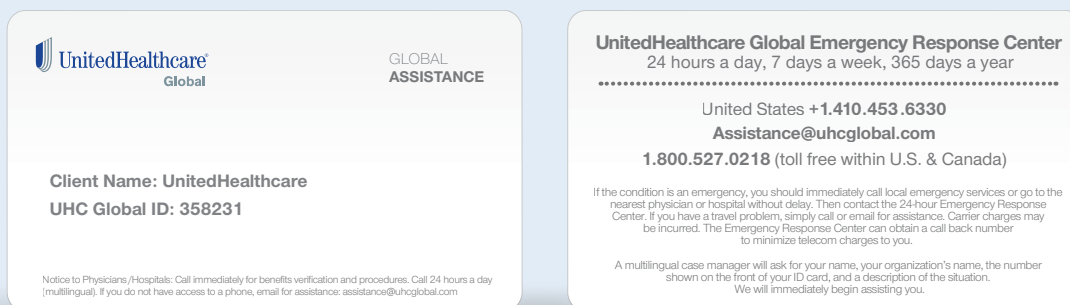 UnitedHealthcare®
Global
GLOBAL
ASSISTANCE
Client Name: UnitedHealthcare
UHC Global ID: 358231
Notice to Physicians/Hospitals: Call immediately for benefits verification and procedures. Call 24 hours a day
(multilingual). If you do not have access to a phone, email for assistance: assistance@uhcglobal.com
UnitedHealthcare Global Emergency Response Center
24 hours a day, 7 days a week, 365 days a year
United States +1.410.453.6330
Assistance@uhcglobal.com
1.800.527.0218 (toll free within U.S. & Canada)
If the condition is an emergency, you should immediately call local emergency services or go to the
nearest physician or hospital without delay. Then contact the 24-hour Emergency Response
Center. If you have a travel problem, simply call or email for assistance. Carrier charges may
be incurred. The Emergency Response Center can obtain a call back number
to minimize telecom charges to you.
A multilingual case manager will ask for your name, your organization's name, the number
shown on the front of your ID card, and a description of the situation.
We will immediately begin assisting you.